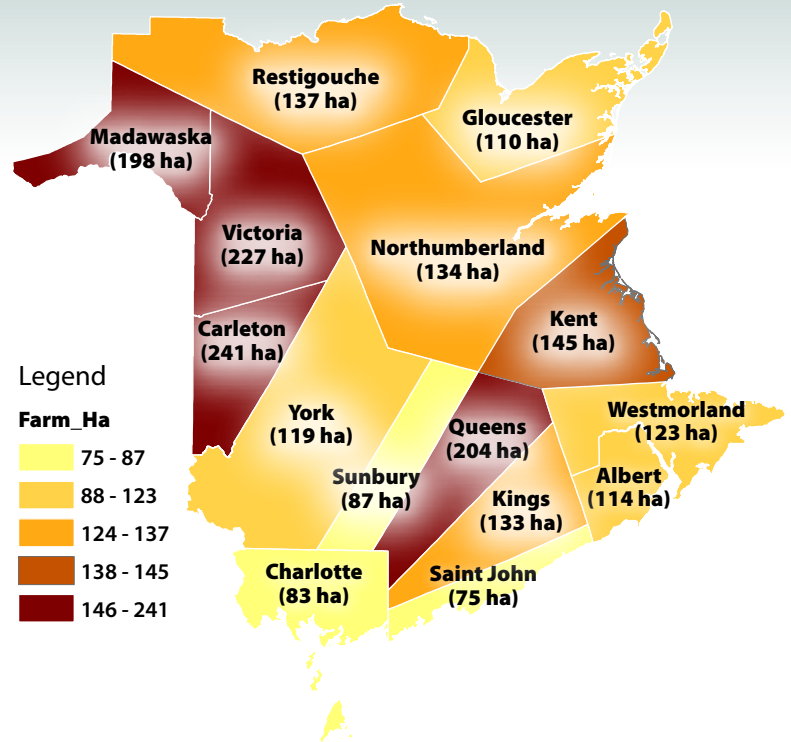 Restigouche
(137 ha)
Gloucester
(110 ha)
Madawaska
(198 ha)
Victoria
(227 ha)
Northumberland
(134 ha)
Carleton
(241 ha)
Kent
(145 ha)
York
(119 ha)
Westmorland
(123 ha)
Queens
(204 ha)
Sunbury
(87 ha)
Albert
(114 ha)
Kings
(133 ha)
Charlotte
(83 ha)
Saint John
(75 ha)
Legend
Farm_Ha
75 - 87
88 - 123
124 - 137
138 - 145
146 - 241